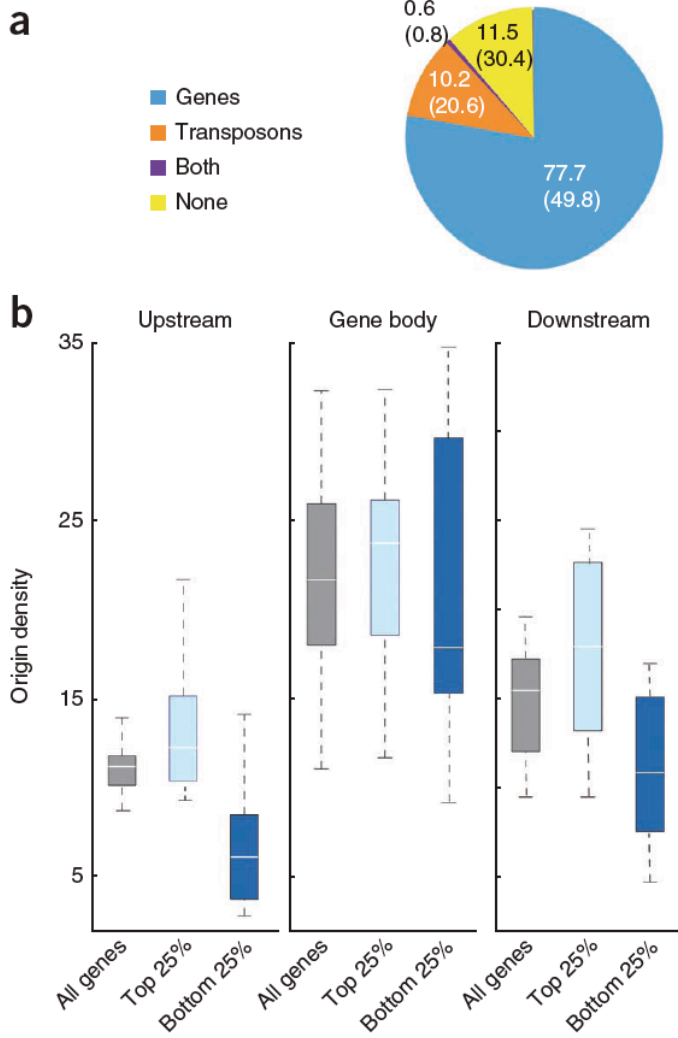 a
Genes
Transposons
Both
None
0.6
(0.8)
11.5
(30.4)
10.2
(20.6)
77.7
(49.8)
b
Upstream
Gene body
Downstream
Origin density
35
25
15
5
All genes
Top 25%
Bottom 25%
All genes
Top 25%
Bottom 25%
All genes
Top 25%
Bottom 25%